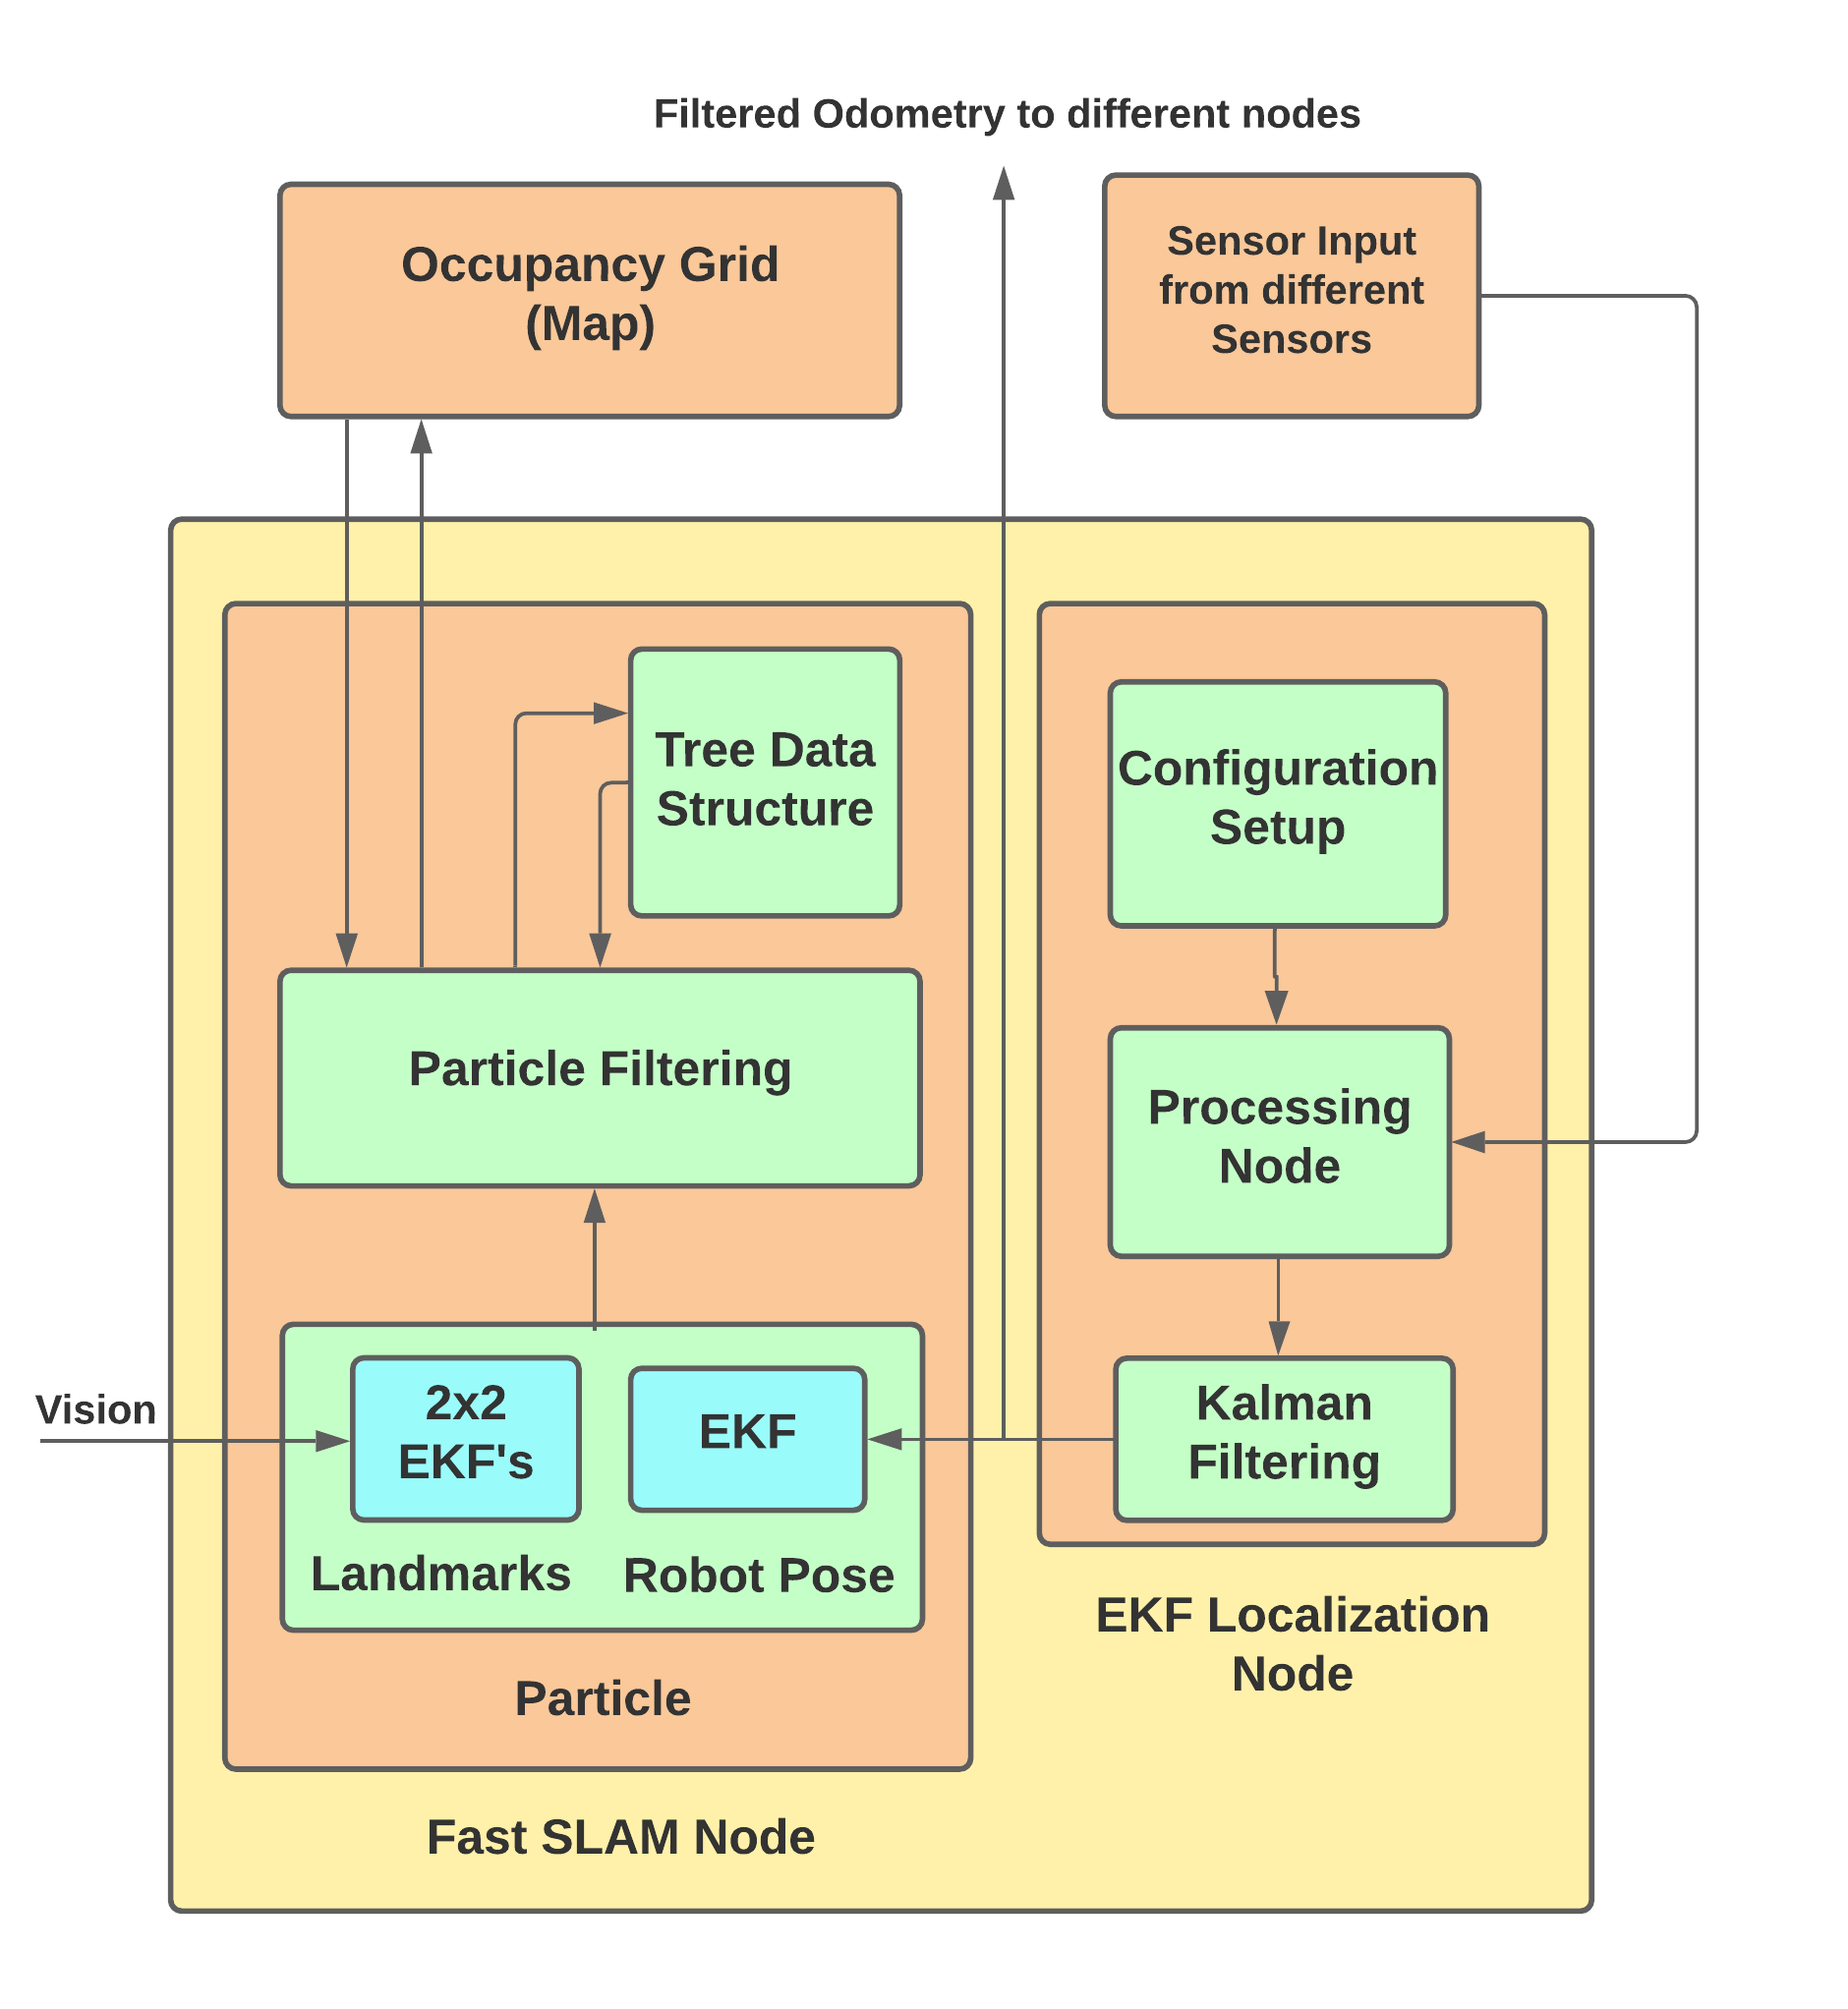 Filtered Odometry to different nodes
Occupancy Grid
(Map)
Sensor Input
from different
Sensors
Tree Data
Structure
Configuration
Setup
Particle Filtering
Processing
Node
Vision
2x2
EKF's
EKF
Kalman
Filtering
Landmarks
Robot Pose
EKF Localization
Node
Particle
Fast SLAM Node